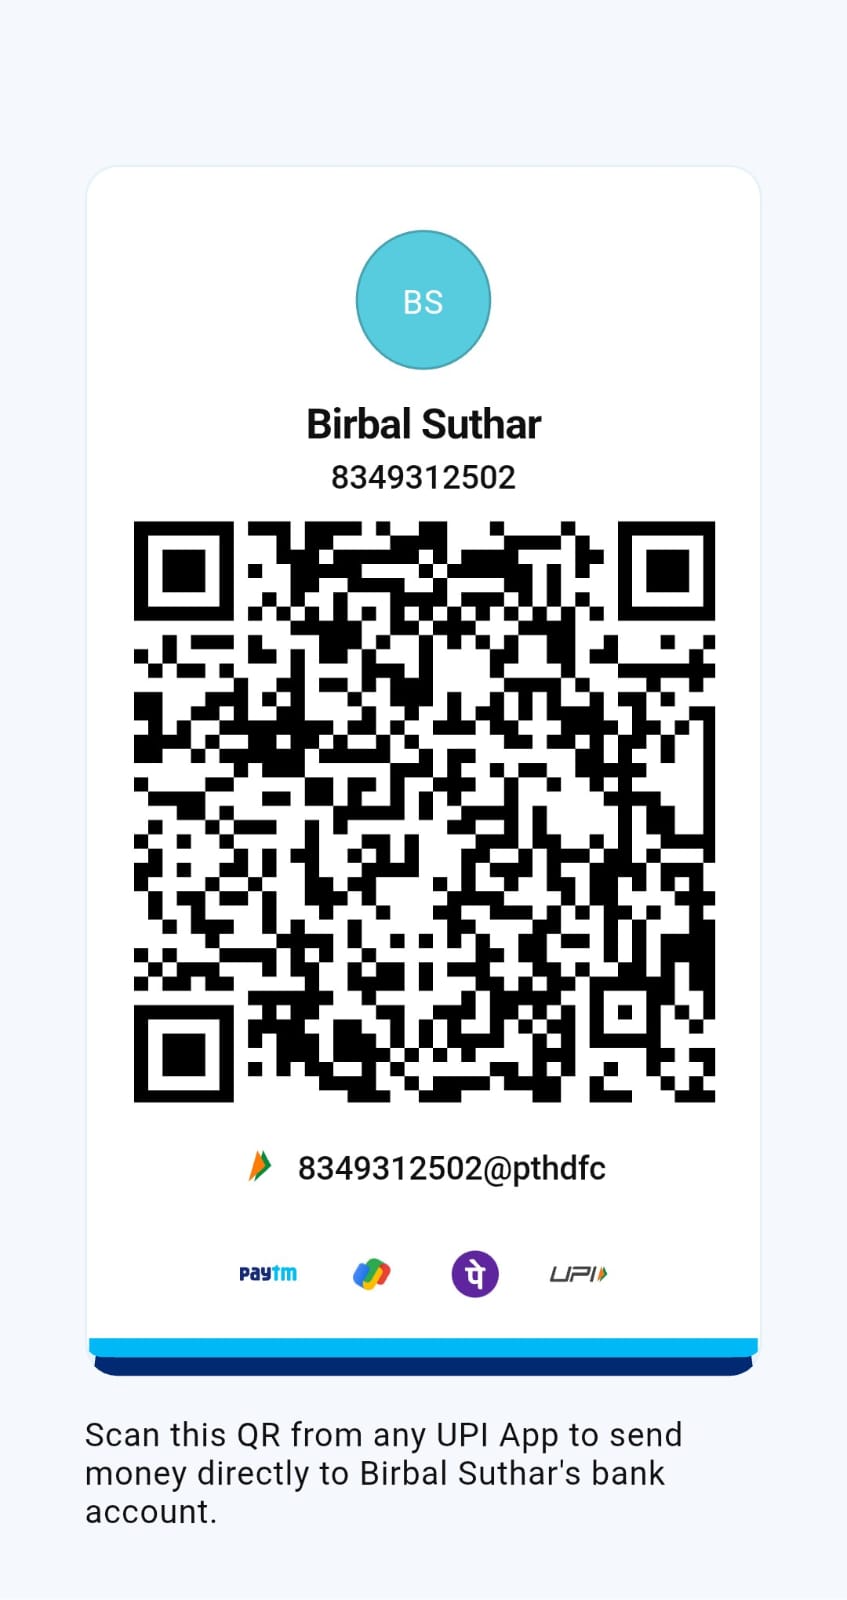 BS
Birbal Suthar
8349312502
8349312502@pthdfc
paytm पे UPI
Scan this QR from any UPI App to send
money directly to Birbal Suthar's bank
account.